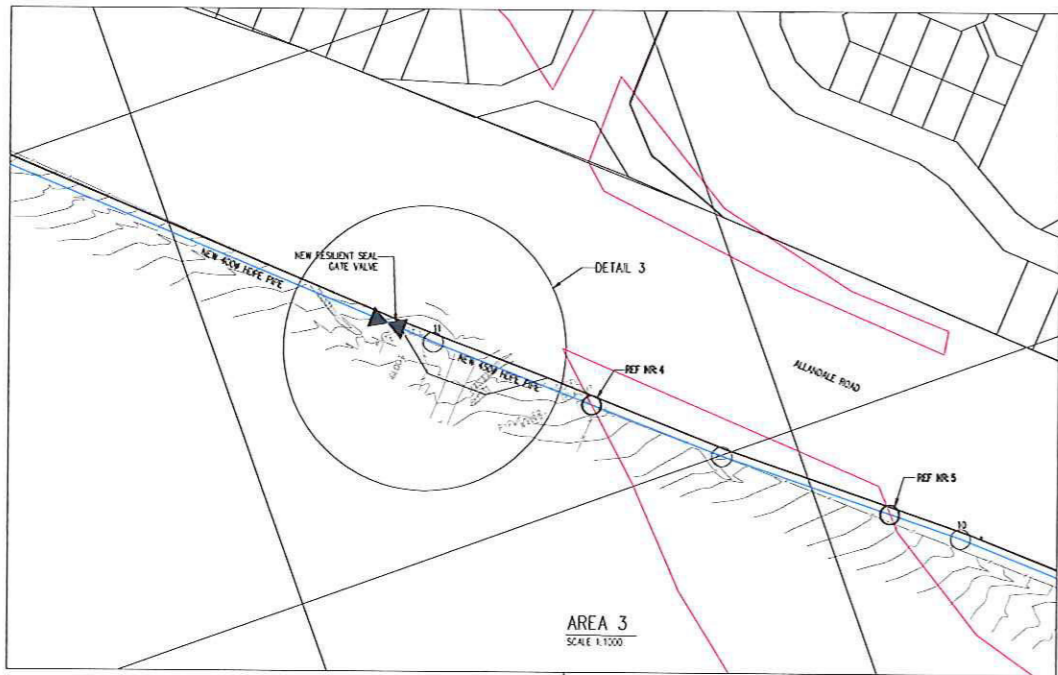 NEW 400Ø HDPE PIPE
NEW RESILIENT SEAL
GATE VALVE
DETAIL 3
11
NEW 450Ø HDPE PIPE
REF NR:4
ALLANDALE ROAD
REF NR:5
10
AREA 3
SCALE 1:1000